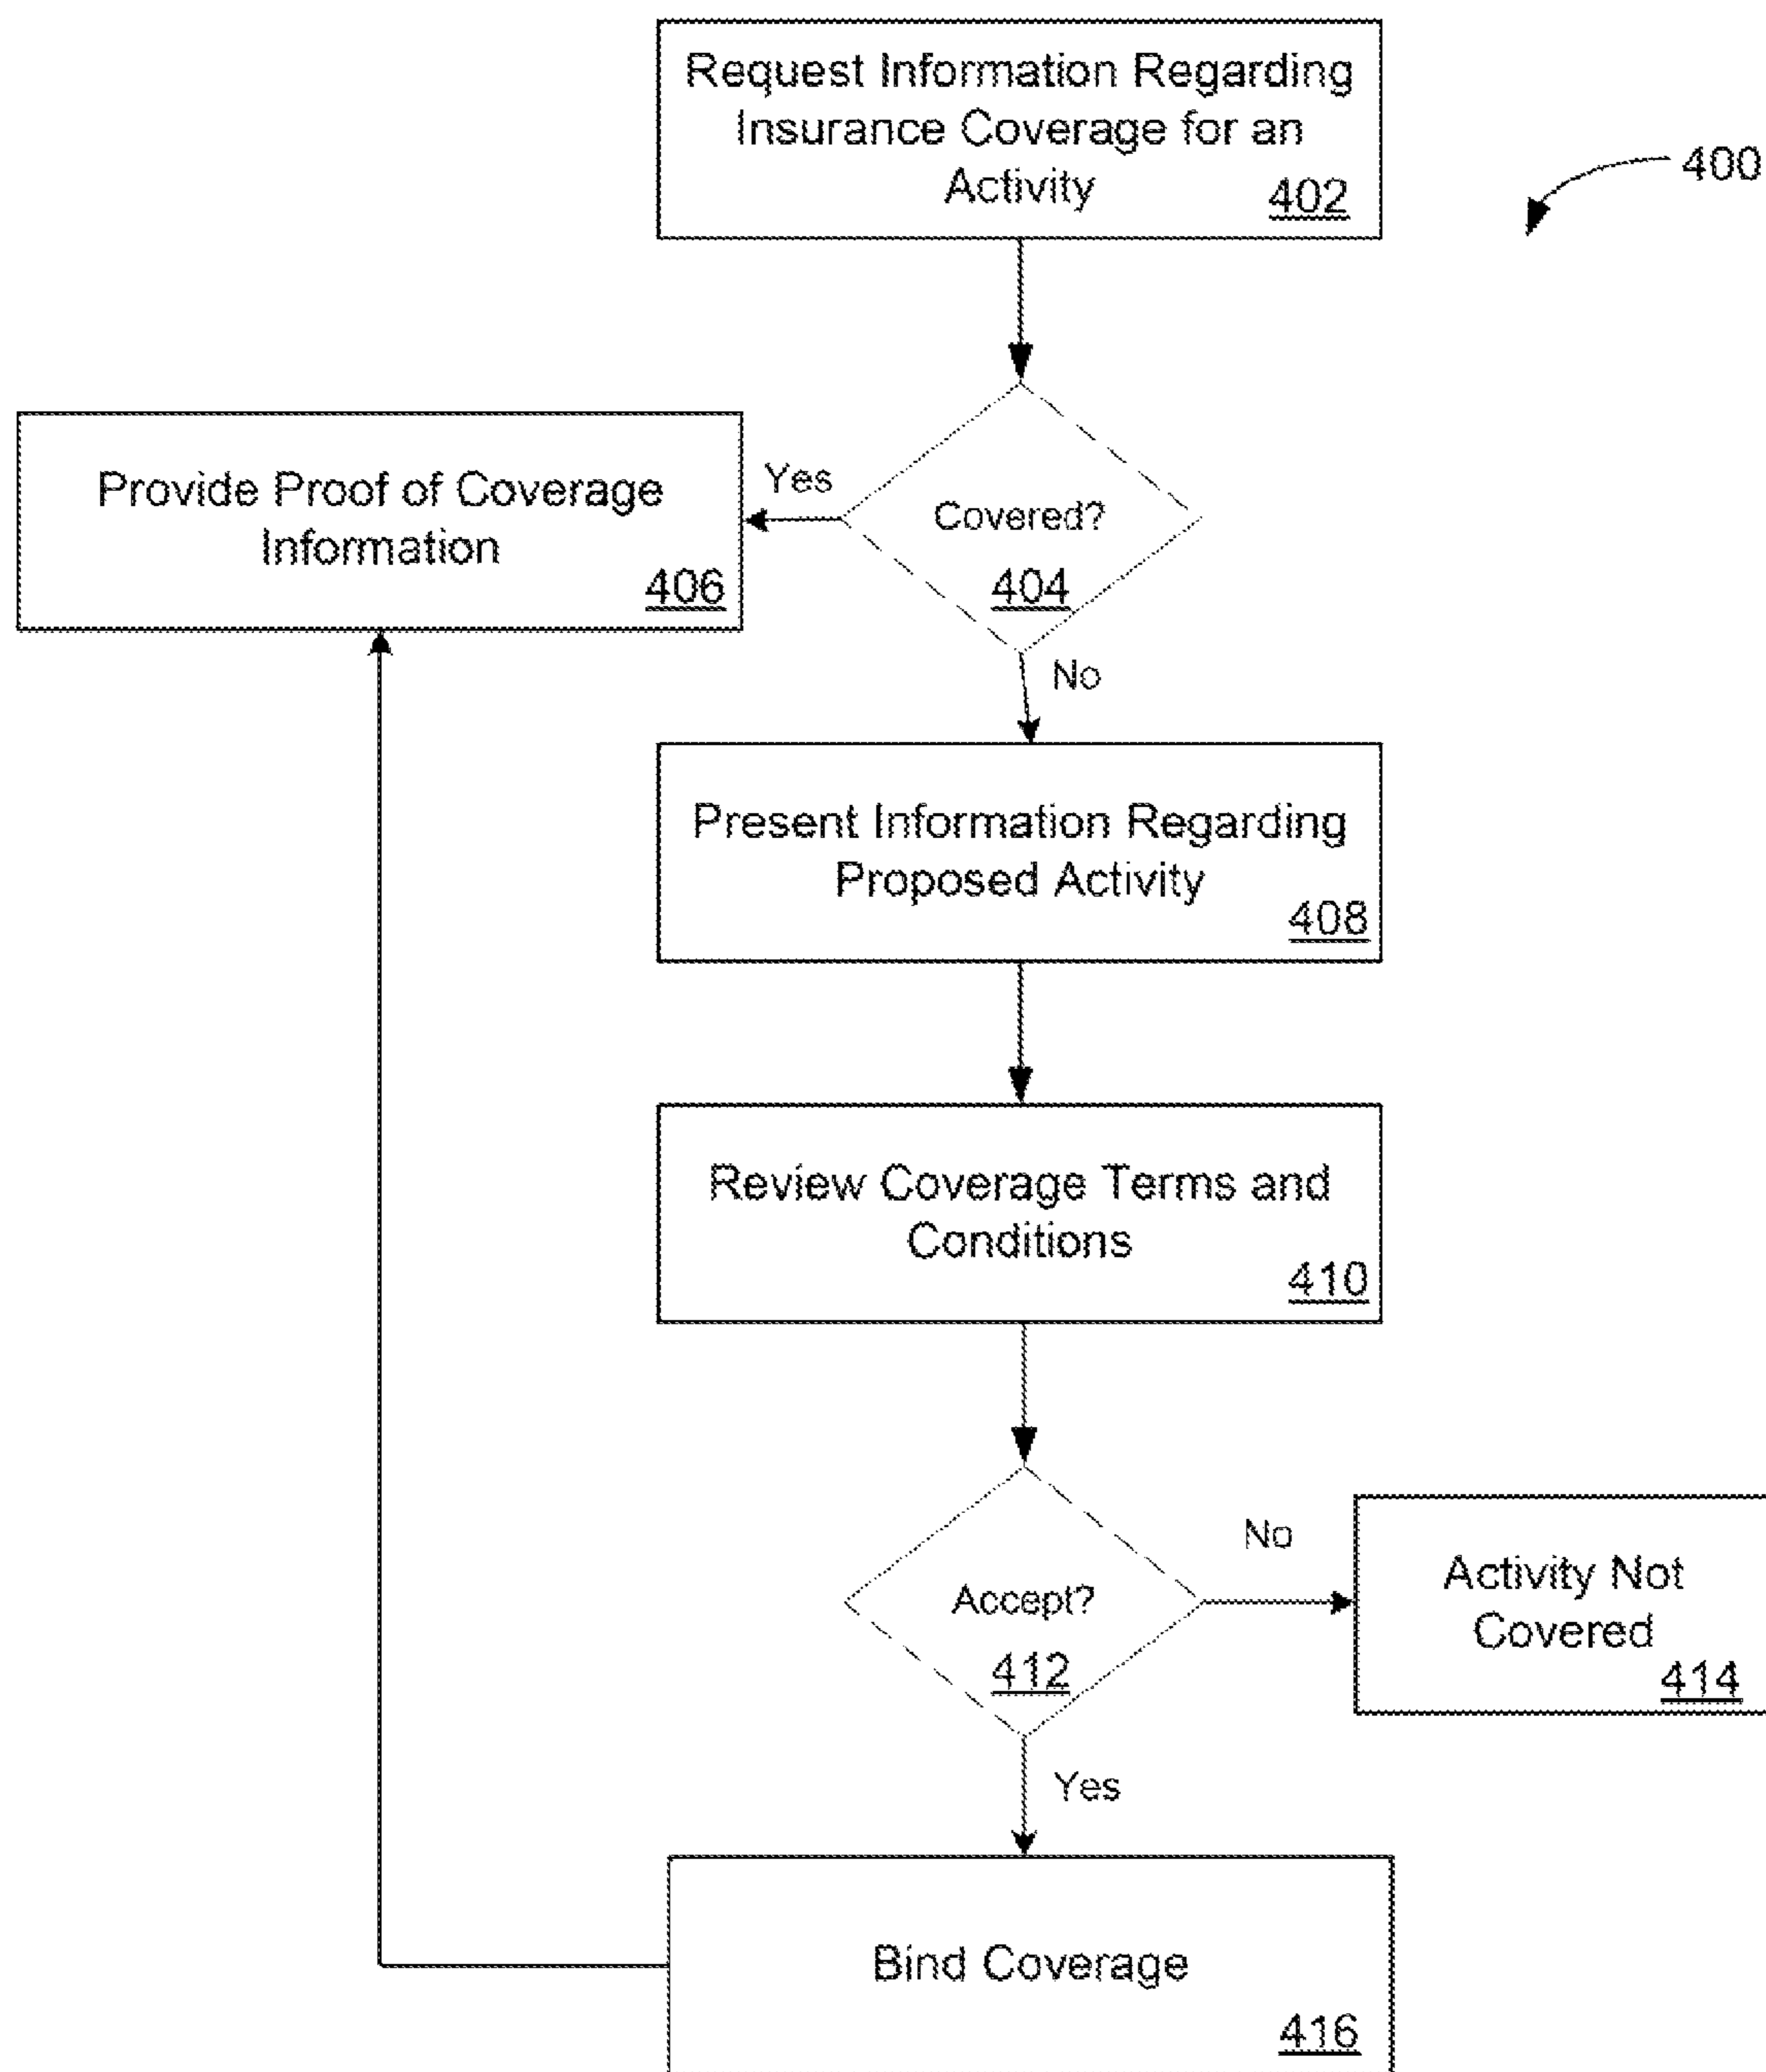 Request Information Regarding
Insurance Coverage for an
Activity
402
400
Provide Proof of Coverage
Information
406
Yes
Covered?
404
No
Present Information Regarding
Proposed Activity
408
Review Coverage Terms and
Conditions
410
Accept?
412
No
Activity Not
Covered
414
Yes
Bind Coverage
416